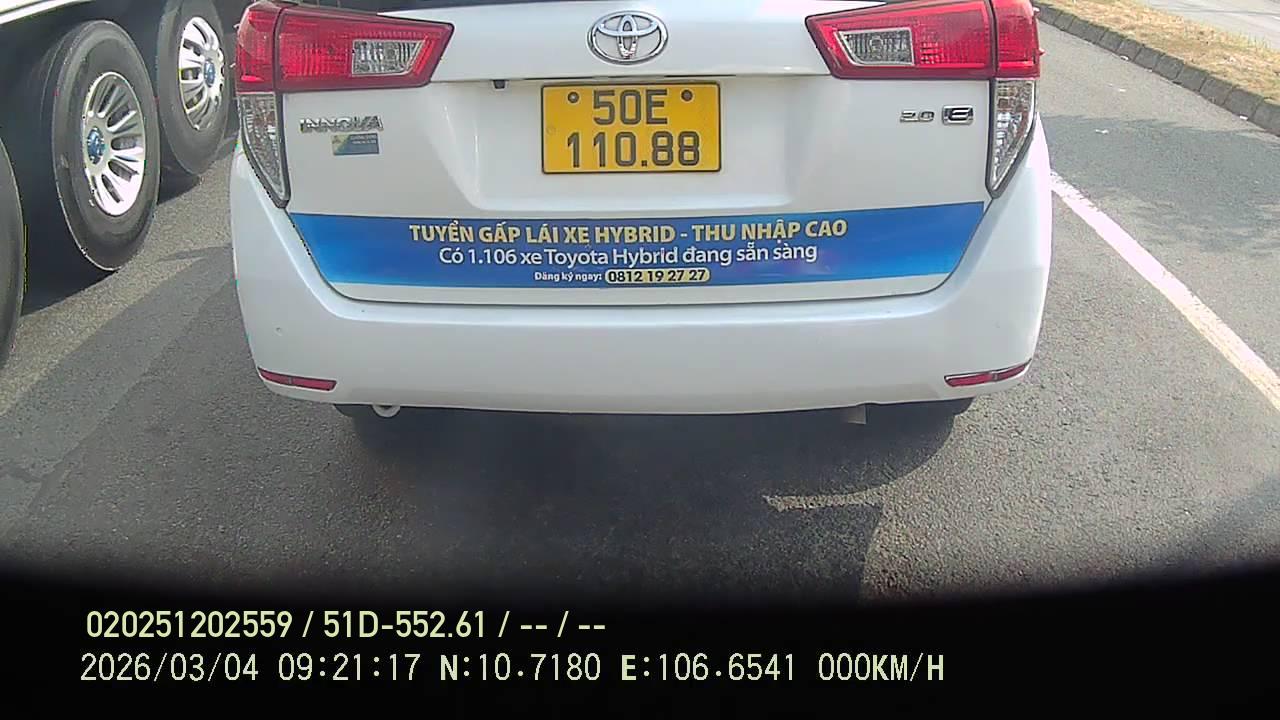 50E
110.88
INNOVA
2.0 E
TUYỂN GẤP LÁI XE HYBRID - THU NHẬP CAO
Có 1.106 xe Toyota Hybrid đang sẵn sàng
Đăng ký ngay: 0812 19 27 27
020251202559 / 51D-552.61 / -- / --
2026/03/04 09:21:17 N:10.7180 E:106.6541 000KM/H